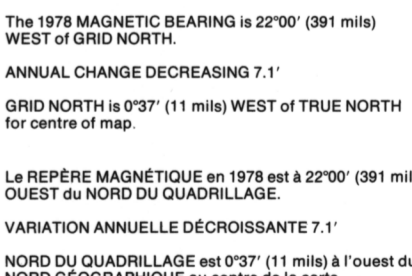 The 1978 MAGNETIC BEARING is 22°00′ (391 mils)
WEST of GRID NORTH.
ANNUAL CHANGE DECREASING 7.1′
GRID NORTH is 0°37′ (11 mils) WEST of TRUE NORTH
for centre of map.
Le REPÈRE MAGNÉTIQUE en 1978 est à 22°00′ (391 mil
OUEST du NORD DU QUADRILLAGE.
VARIATION ANNUELLE DÉCROISSANTE 7.1′
NORD DU QUADRILLAGE est 0°37′ (11 mils) à l'ouest du
NORD GÉOGRAPHIQUE au centre de la carte